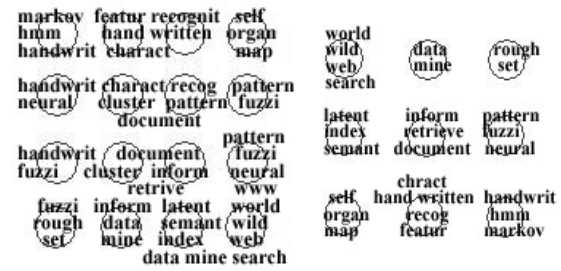 markov featur recognit self
hmm hand written organ
handwrit charact map
handwrit charact recog pattern
neural cluster pattern fuzzi
document
pattern
handwrit document fuzzi
fuzzi cluster inform neural
retrive www
fuzzi inform latent world
rough data semant wild
set mine index web
data mine search
world
wild data rough
web mine set
search
latent inform pattern
index retrieve fuzzi
semant document neural
chract
self hand written handwrit
organ recog hmm
map featur markov